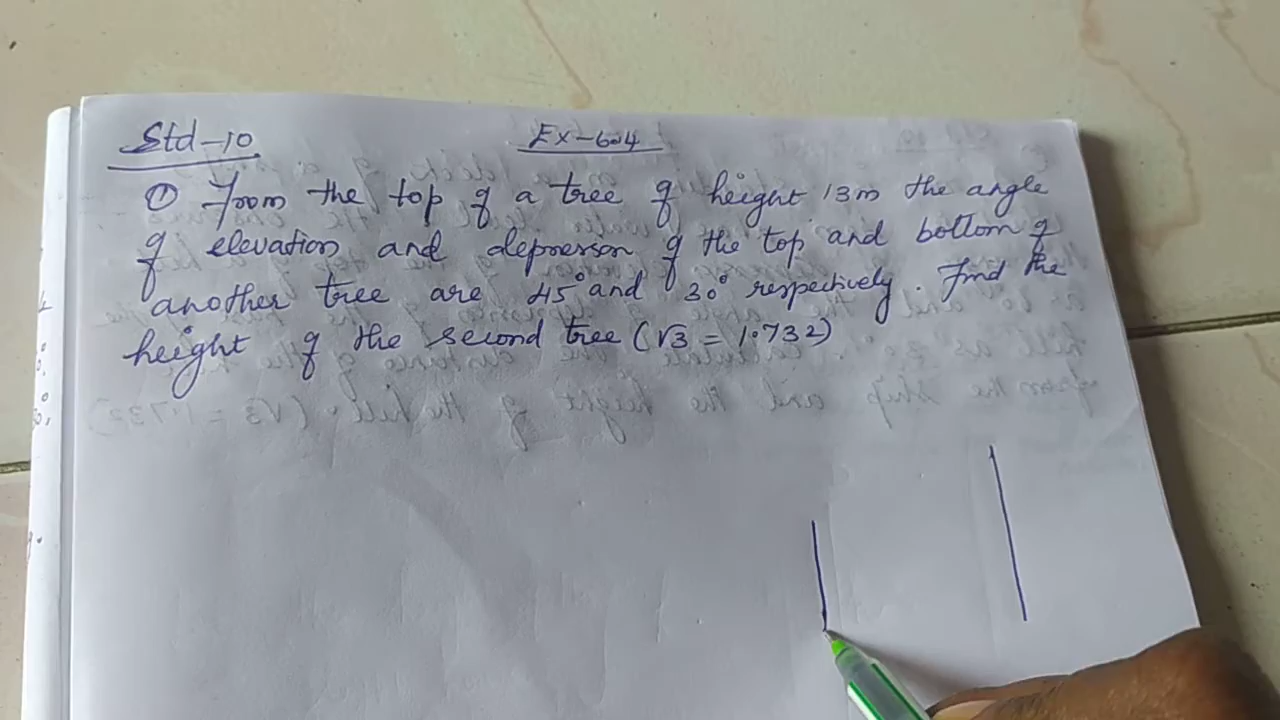 Std-10
Ex-6.4
① From the top of a tree of height 13m the angle
of elevation and depresson of the top and bottom of
another tree are 45° and 30° respectively. Find the
height of the second tree (√3 = 1.732)